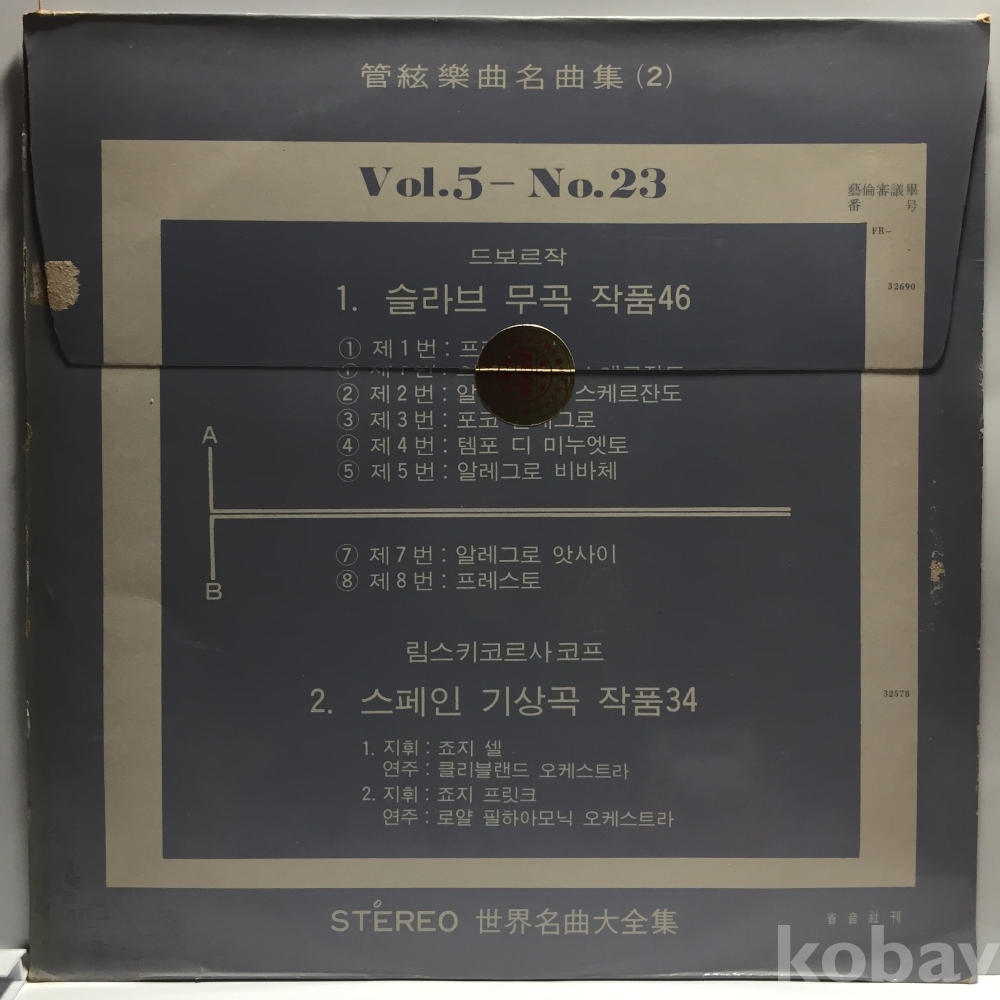 管絃樂曲名曲集(2)
Vol.5 – No.23
藝倫審議畢
番 号
FR–
드보르작
32690
1. 슬라브 무곡 작품46
① 제1번: 프
② 제2번: 알 스케르잔도
③ 제3번: 포코 그로
④ 제4번: 템포 디 미누엣토
⑤ 제5번: 알레그로 비바체
A
B
⑦ 제7번: 알레그로 앗사이
⑧ 제8번: 프레스토
림스키코르사코프
2. 스페인 기상곡 작품34
32578
1. 지휘: 죠지 셀
연주: 클리블랜드 오케스트라
2. 지휘: 죠지 프릿크
연주: 로얄 필하아모닉 오케스트라
STEREO 世界名曲大全集
省音社刊
kobay